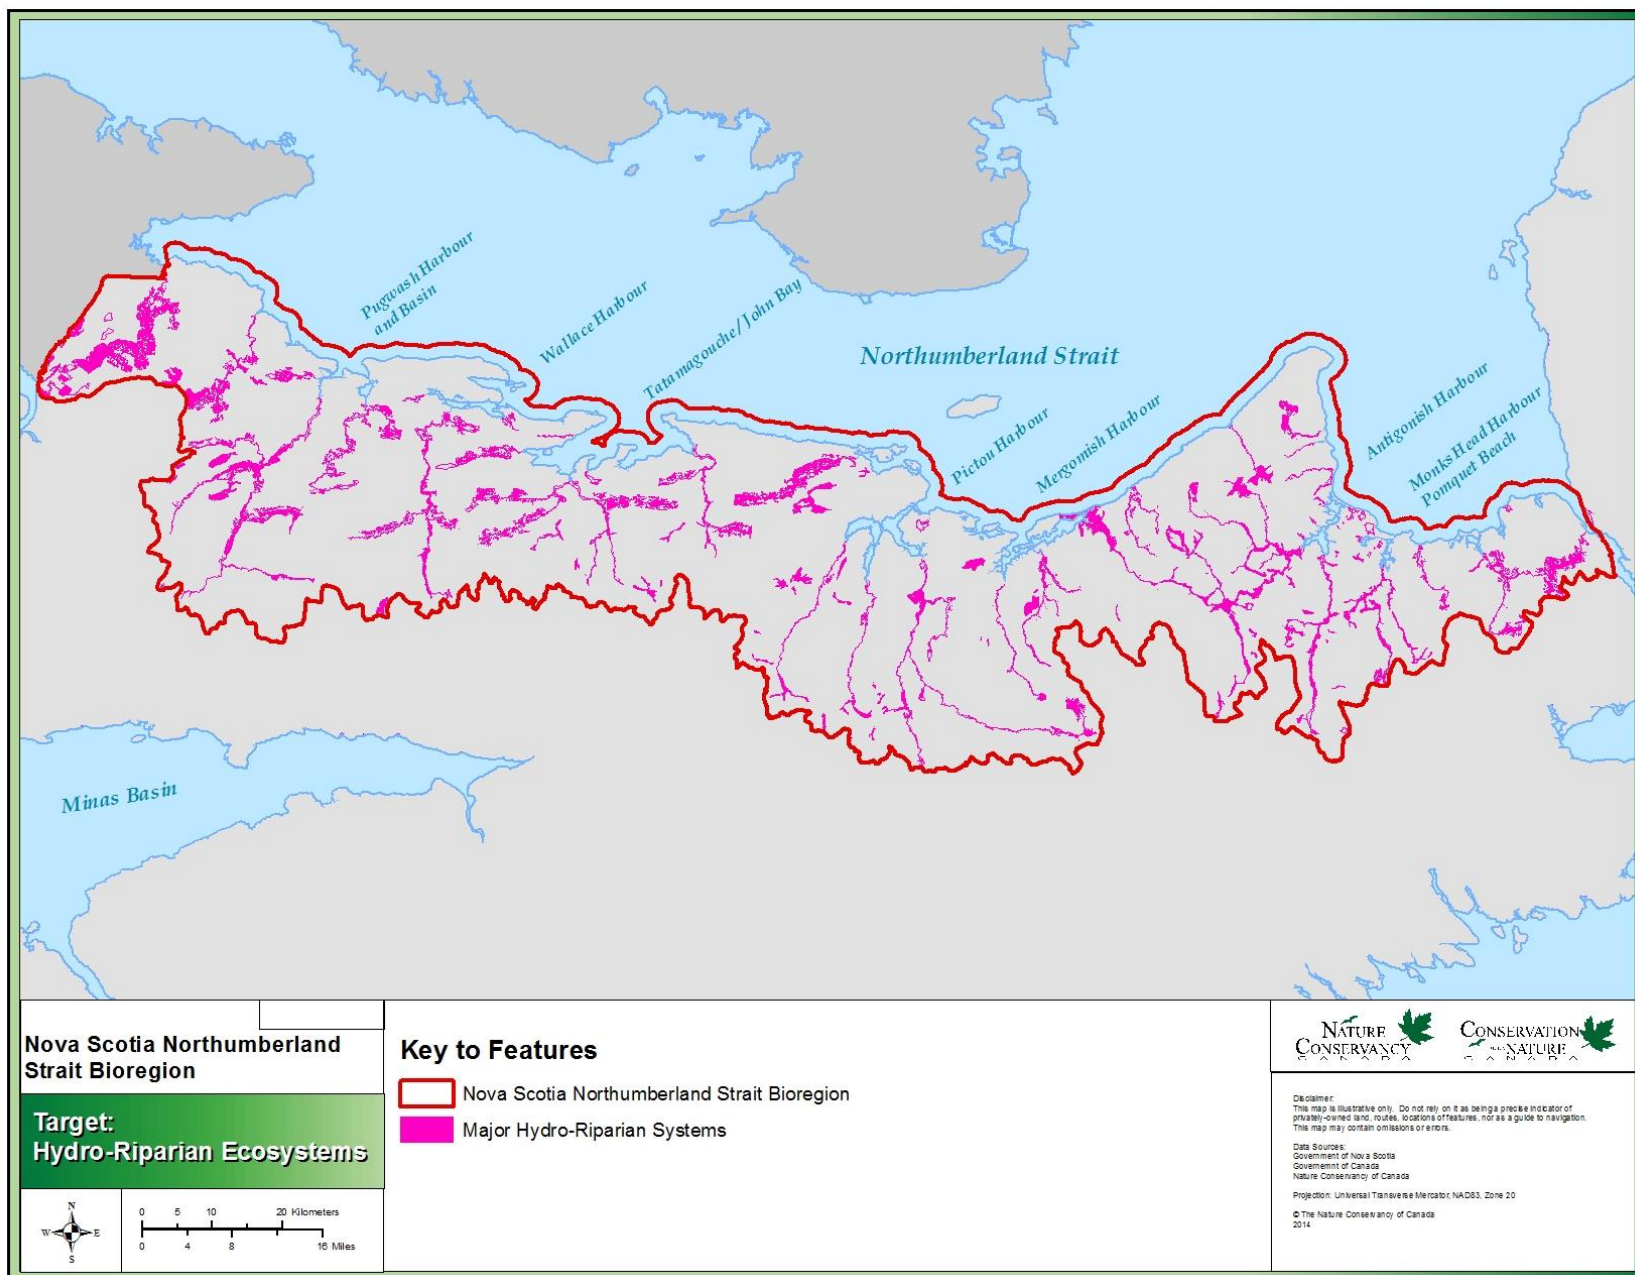 Pugwash Harbour
and Basin
Wallace Harbour
Tatamagouche/John Bay
Northumberland Strait
Pictou Harbour
Mergomish Harbour
Antigonish Harbour
Monks Head Harbour
Pomquet Beach
Minas Basin
Nova Scotia Northumberland
Strait Bioregion
Target:
Hydro-Riparian Ecosystems
N
W E
S
0 5 10 20 Kilometers
0 4 8 16 Miles
Key to Features
Nova Scotia Northumberland Strait Bioregion
Major Hydro-Riparian Systems
NATURE
CONSERVANCY
CONSERVATION
NATURE
Disclaimer:
This map is illustrative only. Do not rely on it as being a precise indicator of
privately-owned land, routes, locations of features, nor as a guide to navigation.
This map may contain omissions or errors.
Data Sources:
Government of Nova Scotia
Governemnt of Canada
Nature Conservancy of Canada
Projection: Universal Transverse Mercator, NAD83, Zone 20
© The Nature Conservancy of Canada
2014